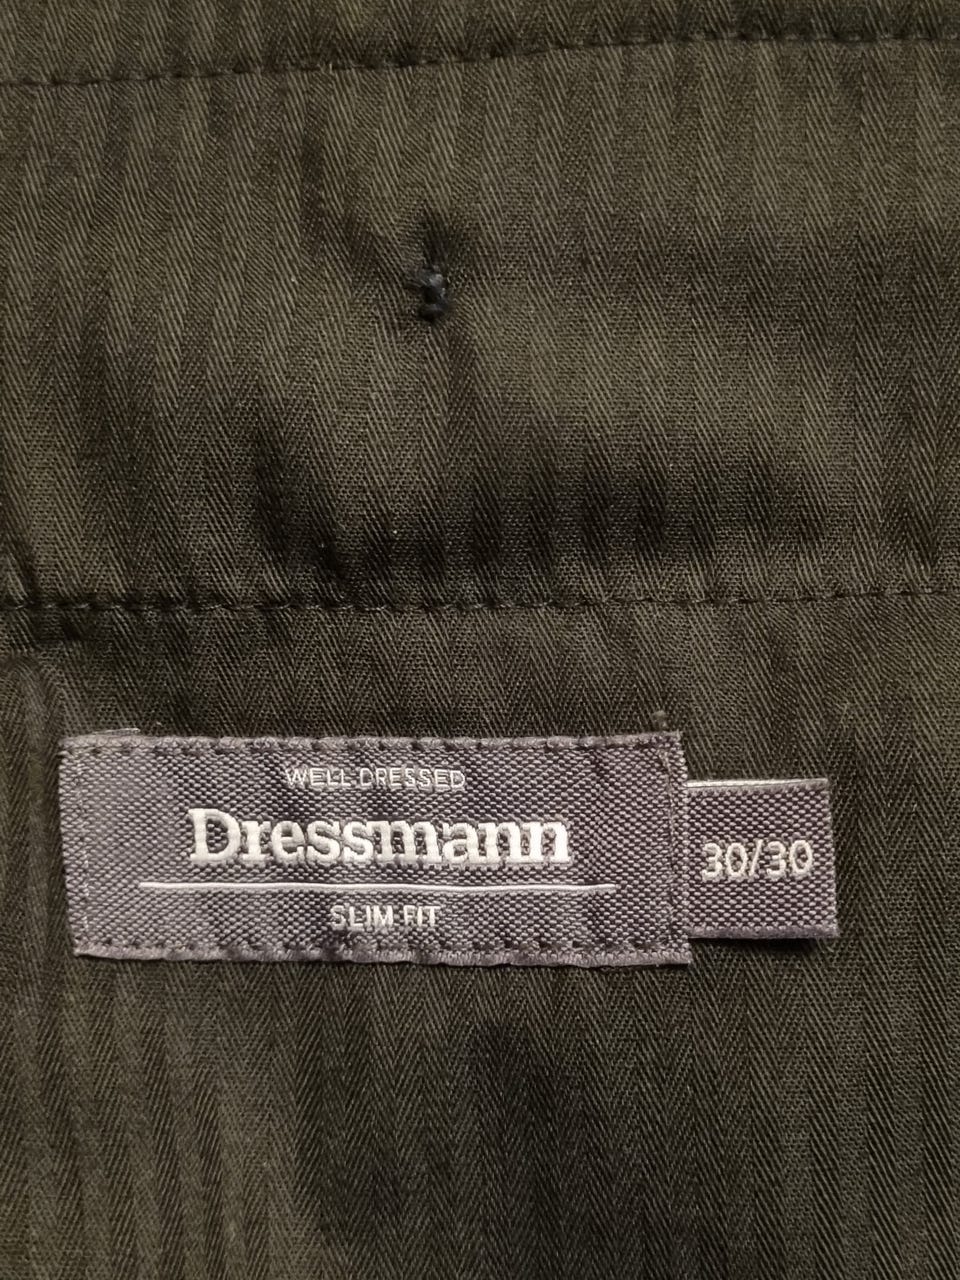 WELL DRESSED
Dressmann
SLIM FIT
30/30